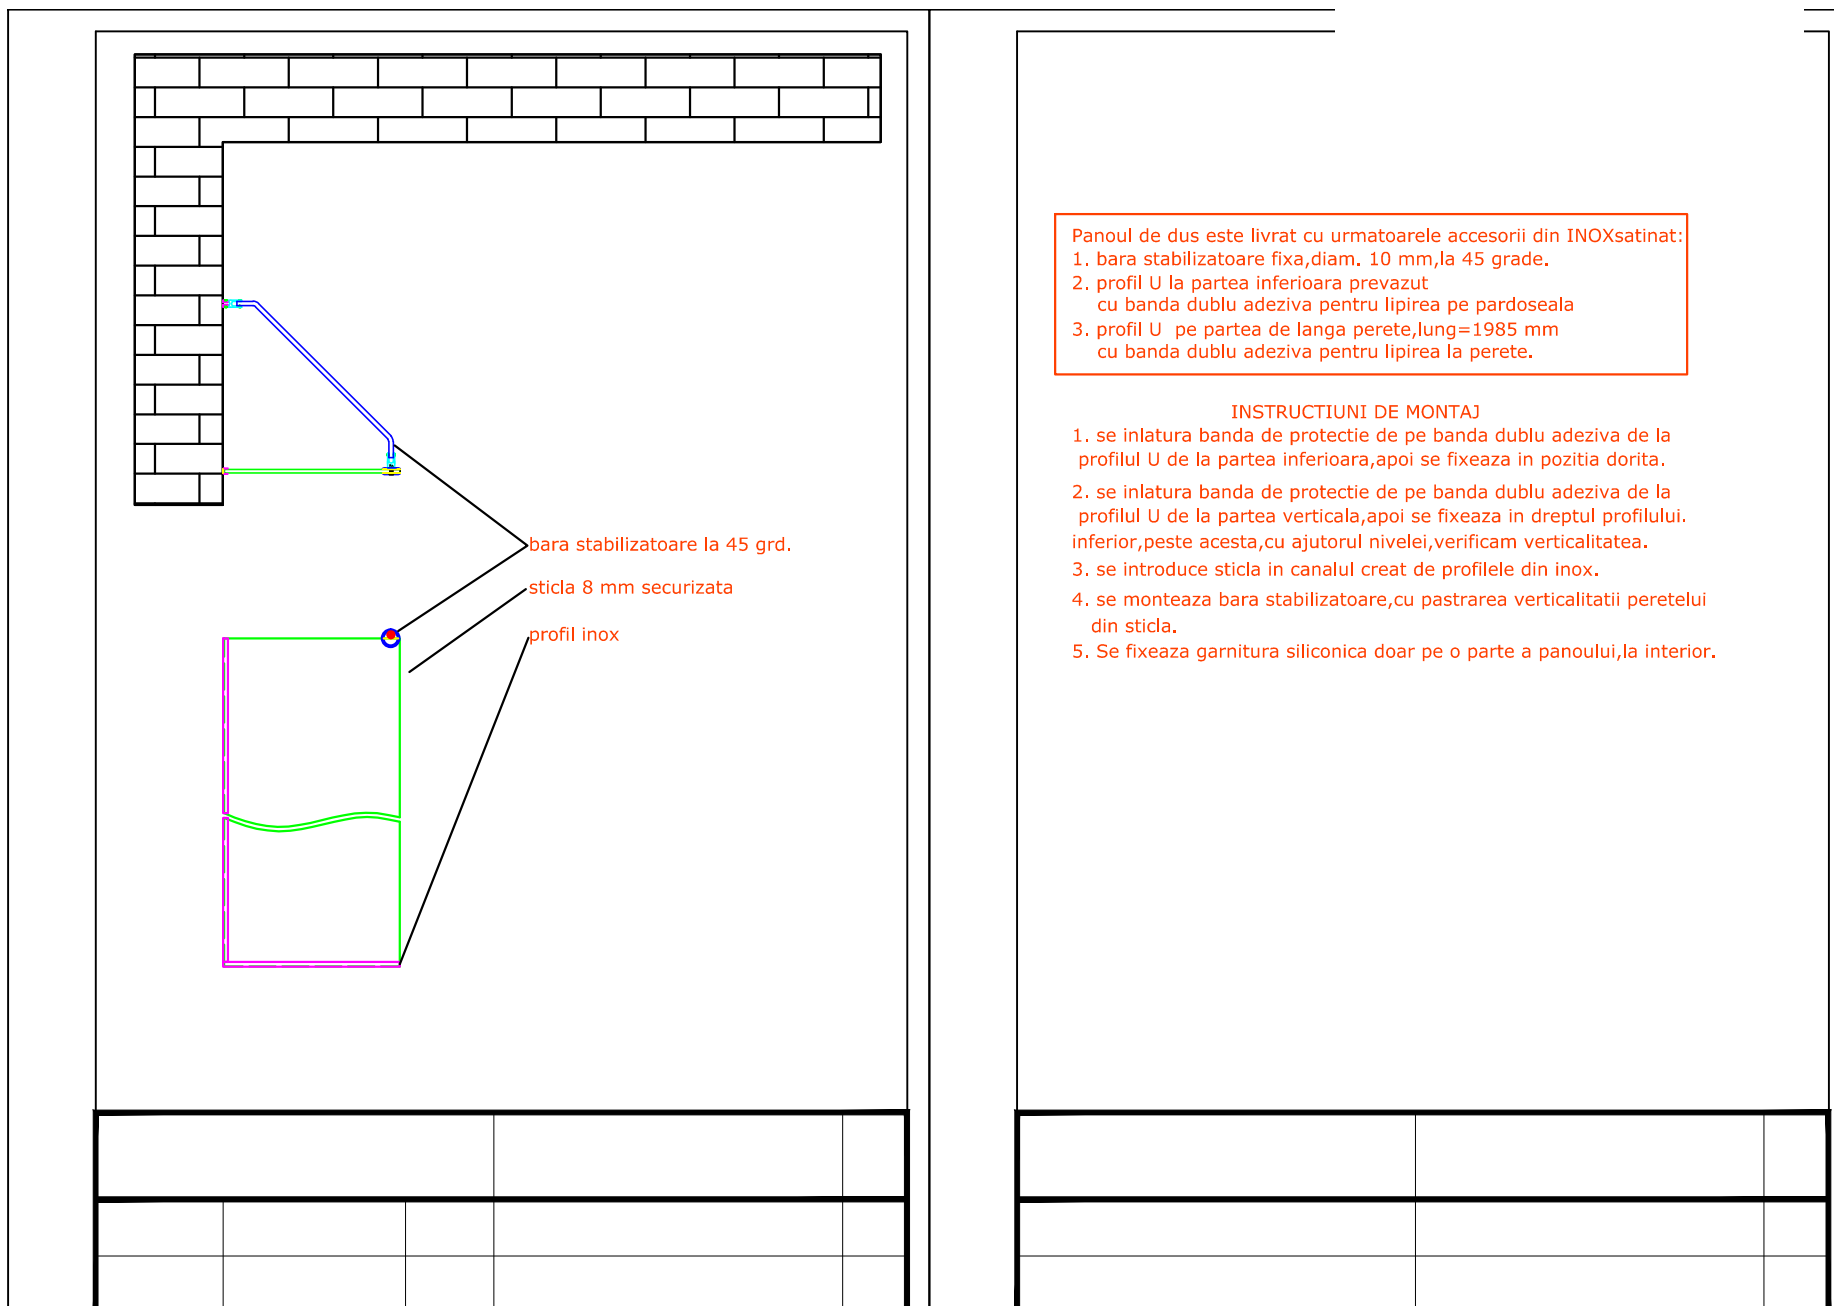 bara stabilizatoare la 45 grd.
sticla 8 mm securizata
profil inox
Panoul de dus este livrat cu urmatoarele accesorii din INOXsatinat:
1. bara stabilizatoare fixa,diam. 10 mm,la 45 grade.
2. profil U la partea inferioara prevazut
cu banda dublu adeziva pentru lipirea pe pardoseala
3. profil U pe partea de langa perete,lung=1985 mm
cu banda dublu adeziva pentru lipirea la perete.
INSTRUCTIUNI DE MONTAJ
1. se inlatura banda de protectie de pe banda dublu adeziva de la
profilul U de la partea inferioara,apoi se fixeaza in pozitia dorita.
2. se inlatura banda de protectie de pe banda dublu adeziva de la
profilul U de la partea verticala,apoi se fixeaza in dreptul profilului.
inferior,peste acesta,cu ajutorul nivelei,verificam verticalitatea.
3. se introduce sticla in canalul creat de profilele din inox.
4. se monteaza bara stabilizatoare,cu pastrarea verticalitatii peretelui
din sticla.
5. Se fixeaza garnitura siliconica doar pe o parte a panoului,la interior.